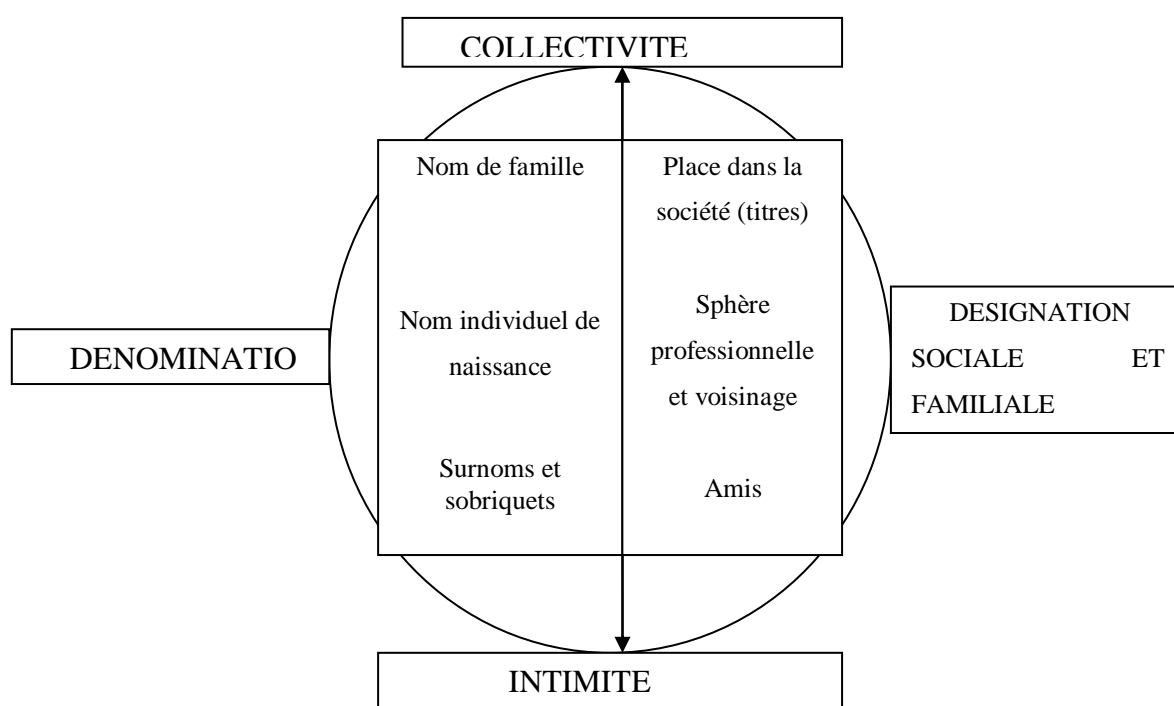 COLLECTIVITE
Nom de famille
Place dans la
société (titres)
Nom individuel de
naissance
Sphère
professionnelle
et voisinage
Surnoms et
sobriquets
Amis
DENOMINATIO
DESIGNATION
SOCIALE ET
FAMILIALE
INTIMITE